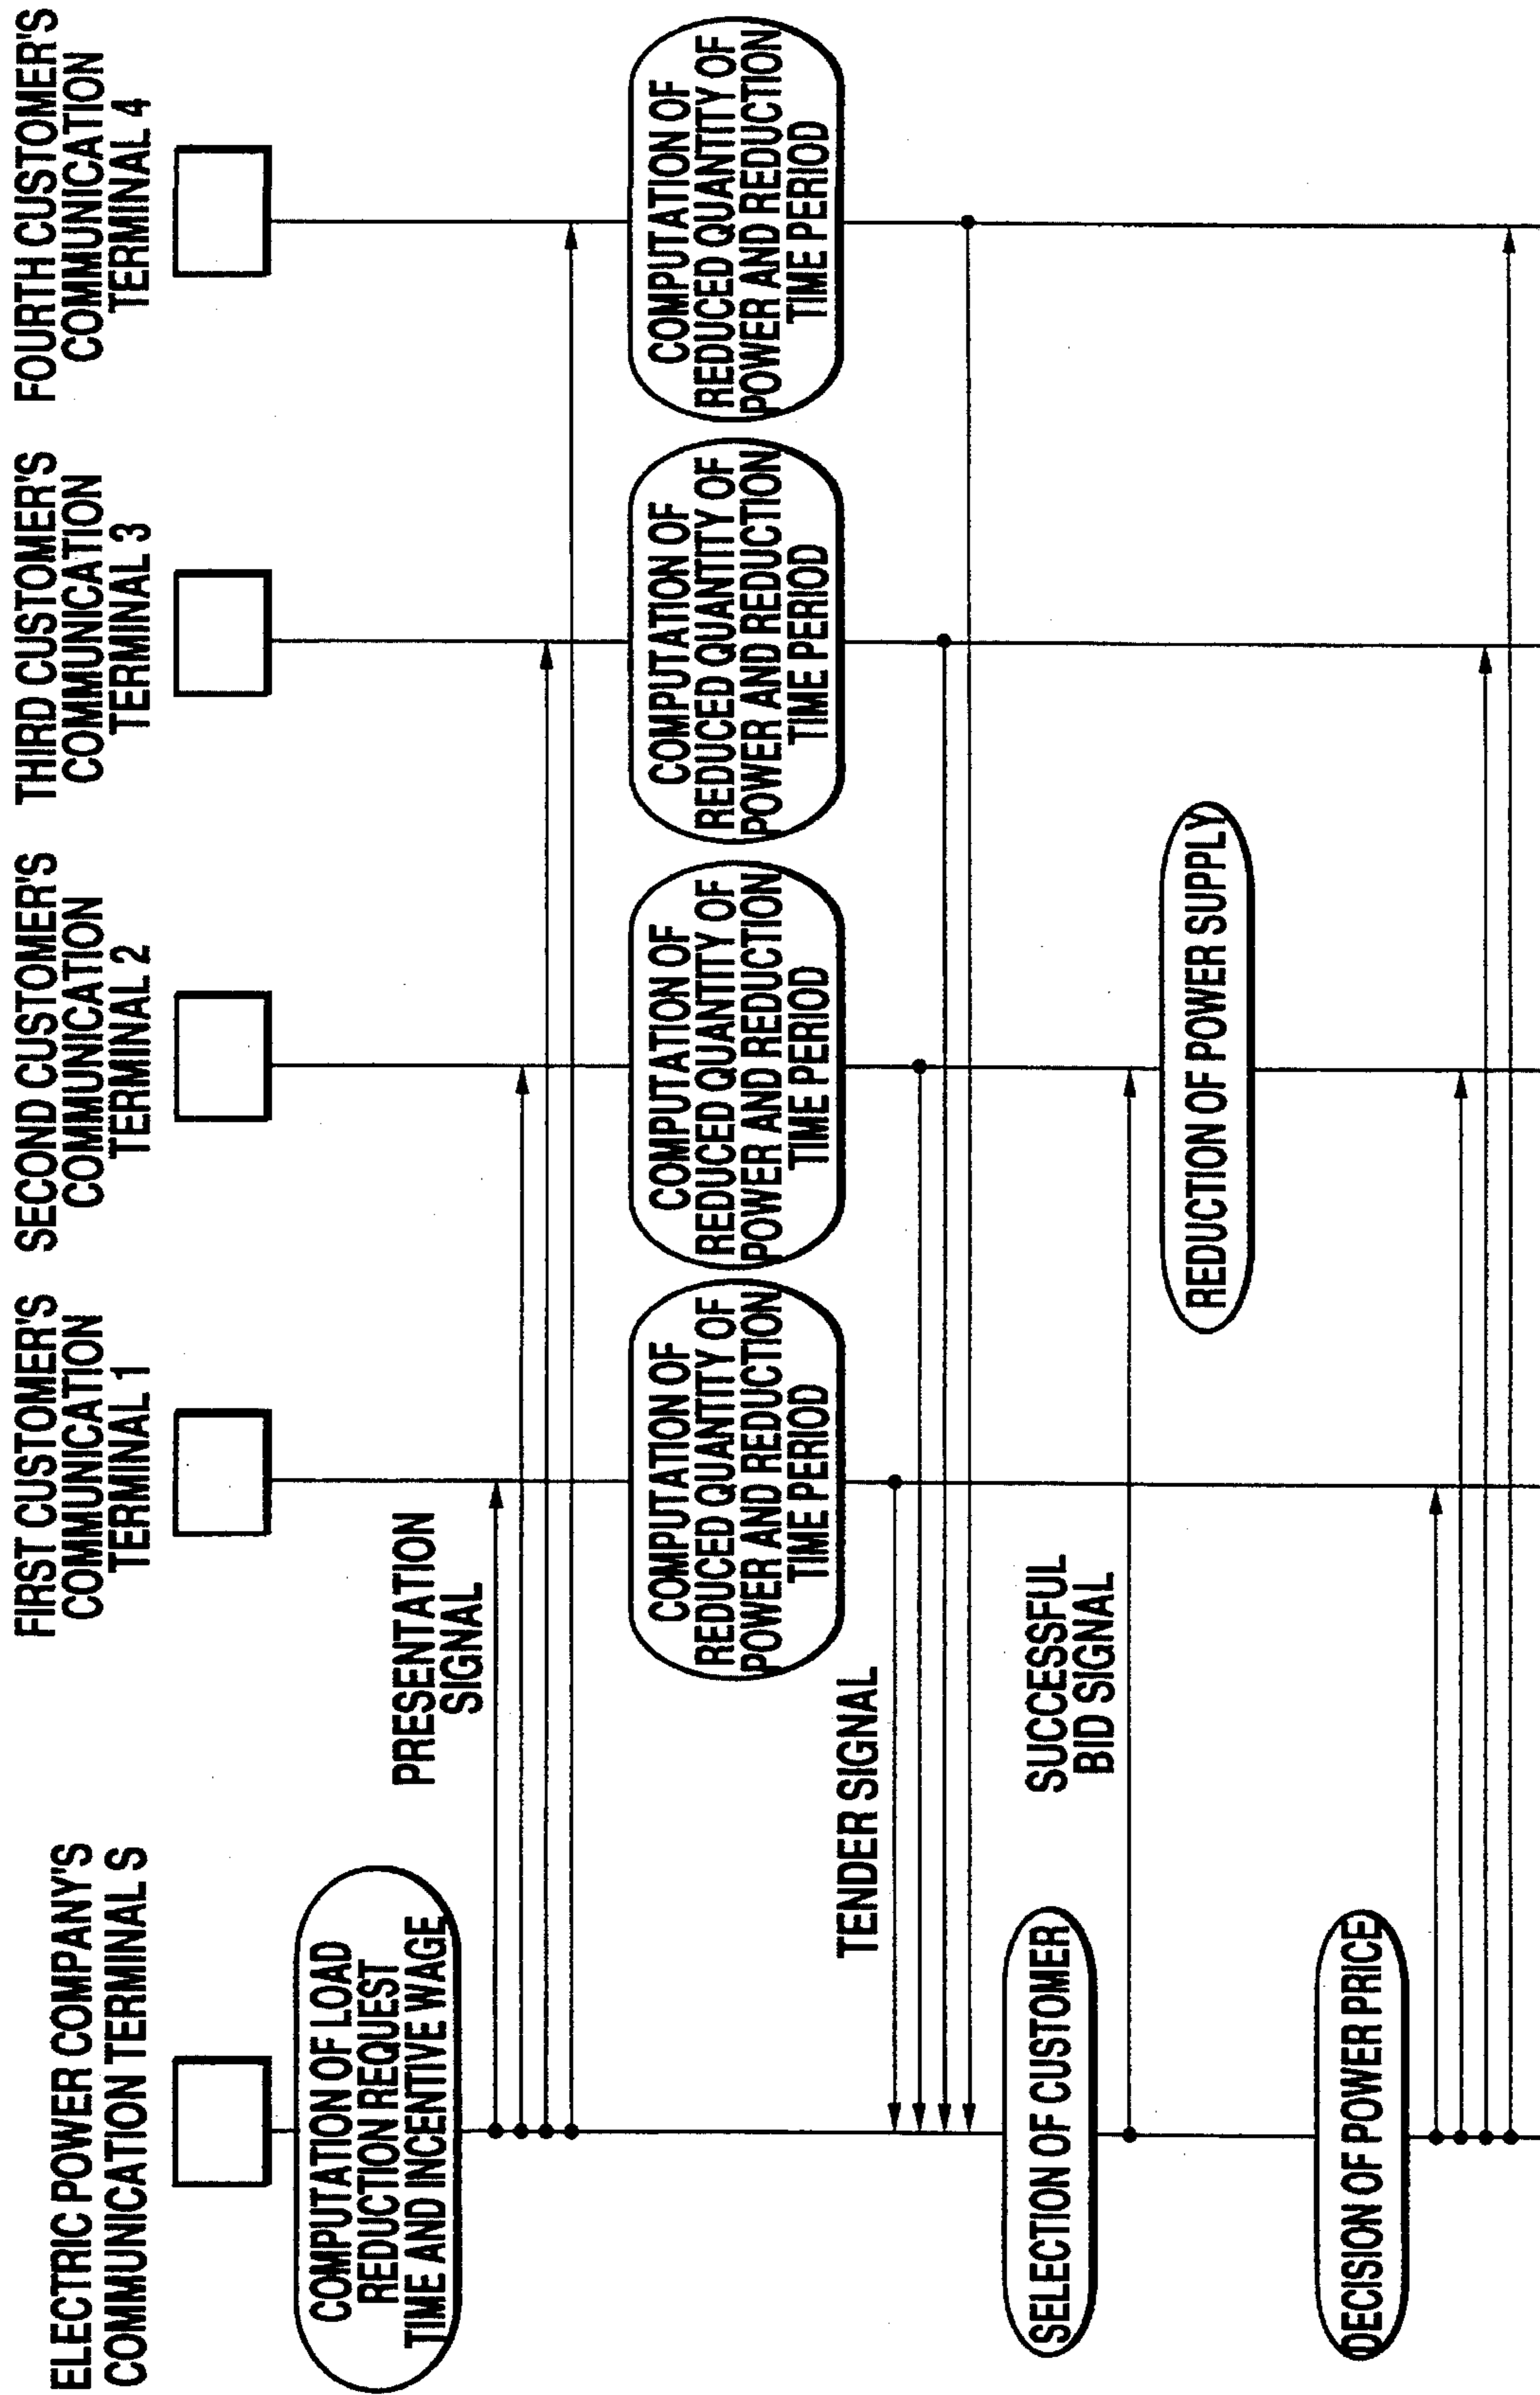 ELECTRIC POWER COMPANY'S
COMMUNICATION TERMINAL S
FIRST CUSTOMER'S
COMMUNICATION
TERMINAL 1
SECOND CUSTOMER'S
COMMUNICATION
TERMINAL 2
THIRD CUSTOMER'S
COMMUNICATION
TERMINAL 3
FOURTH CUSTOMER'S
COMMUNICATION
TERMINAL 4
COMPUTATION OF LOAD
REDUCTION REQUEST
TIME AND INCENTIVE WAGE
PRESENTATION
SIGNAL
COMPUTATION OF
REDUCED QUANTITY OF
POWER AND REDUCTION
TIME PERIOD
COMPUTATION OF
REDUCED QUANTITY OF
POWER AND REDUCTION
TIME PERIOD
COMPUTATION OF
REDUCED QUANTITY OF
POWER AND REDUCTION
TIME PERIOD
COMPUTATION OF
REDUCED QUANTITY OF
POWER AND REDUCTION
TIME PERIOD
TENDER SIGNAL
SELECTION OF CUSTOMER
SUCCESSFUL
BID SIGNAL
REDUCTION OF POWER SUPPLY
DECISION OF POWER PRICE